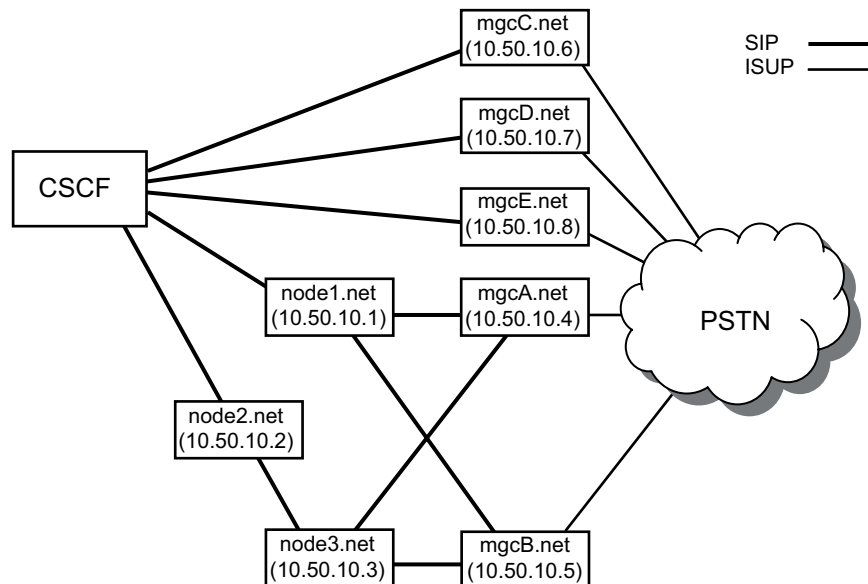 mgcC.net
(10.50.10.6)
SIP
ISUP
mgcD.net
(10.50.10.7)
CSCF
mgcE.net
(10.50.10.8)
node1.net
(10.50.10.1)
mgcA.net
(10.50.10.4)
PSTN
node2.net
(10.50.10.2)
node3.net
(10.50.10.3)
mgcB.net
(10.50.10.5)